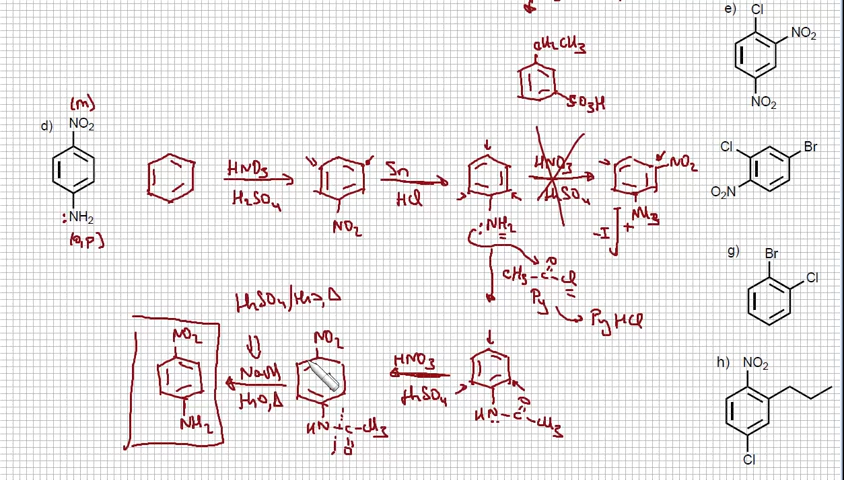 e)
Cl
NO2
NO2
CH2CH3
SO3H
(m)
d)
NO2
:NH2
(o,p)
HNO3
H2SO4
NO2
Sn
HCl
:NH2
HNO3
H2SO4
NO2
NH3
+
-I
Cl
Br
O2N
O
CH3-C-Cl
Py
PyHCl
g)
Br
Cl
H2SO4/H2O, Δ
NO2
NH2
NaOH
H2O, Δ
NO2
HN-C-CH3
O
HNO3
H2SO4
O
HN-C-CH3
h)
NO2
Cl